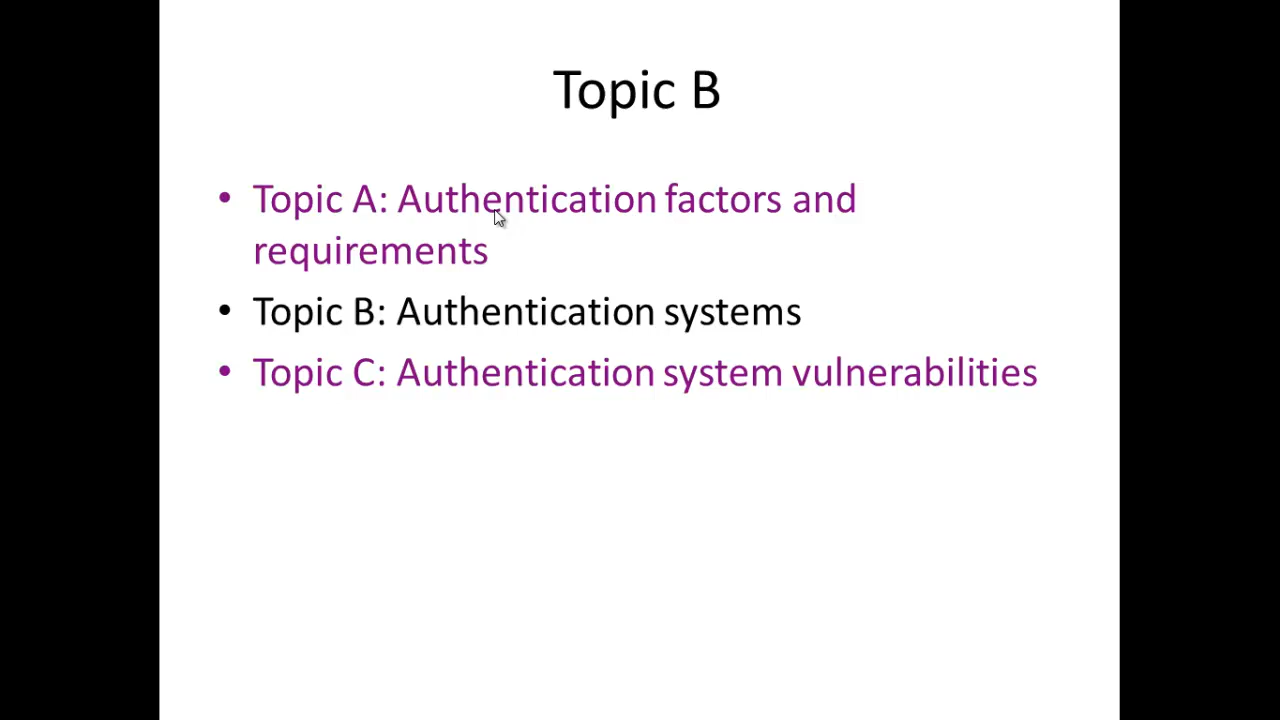 Topic B
• Topic A: Authentication factors and
requirements
• Topic B: Authentication systems
• Topic C: Authentication system vulnerabilities